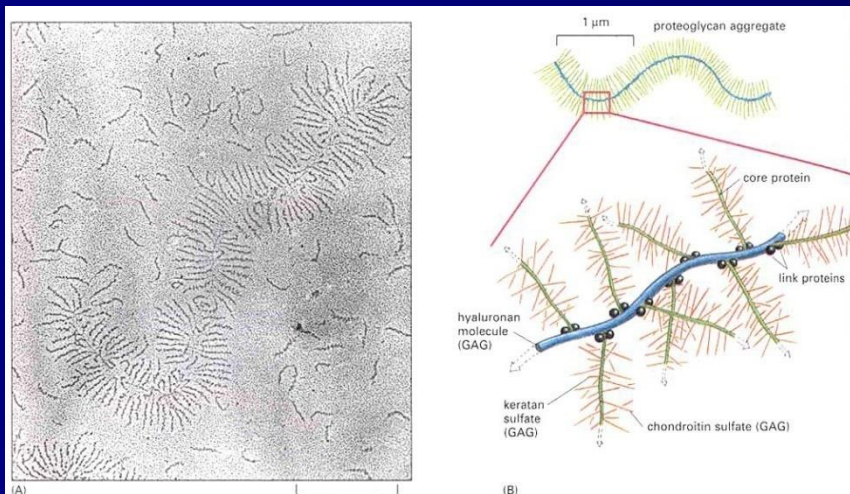 1 μm
proteoglycan aggregate
core protein
link proteins
hyaluronan
molecule
(GAG)
keratan
sulfate
(GAG)
chondroitin sulfate (GAG)
(A)
(B)